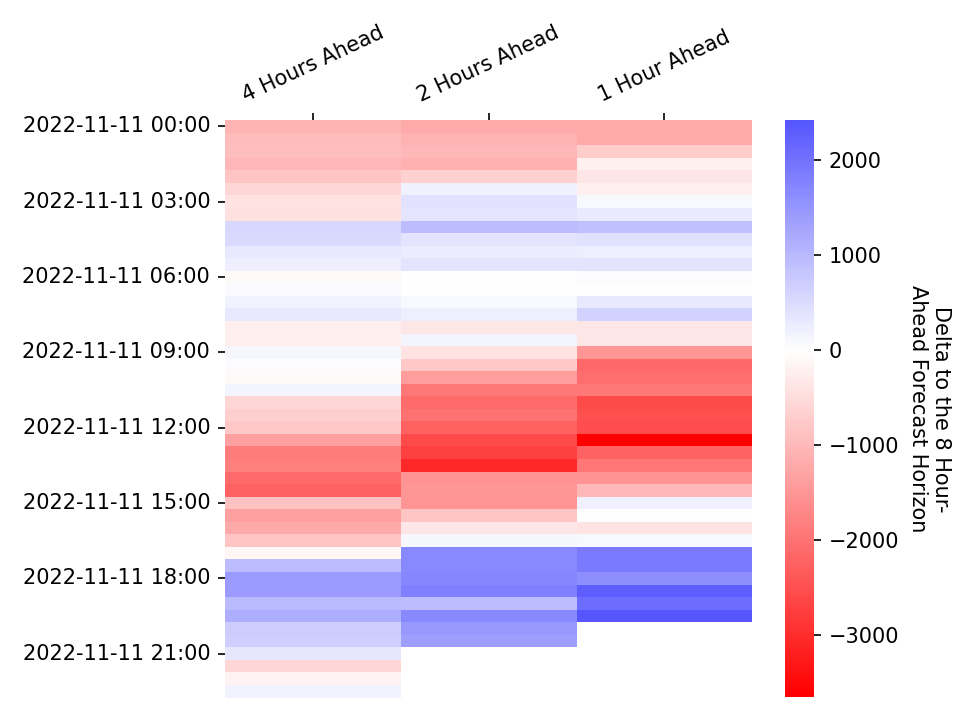 4 Hours Ahead
2 Hours Ahead
1 Hour Ahead
2022-11-11 00:00
2022-11-11 03:00
2022-11-11 06:00
2022-11-11 09:00
2022-11-11 12:00
2022-11-11 15:00
2022-11-11 18:00
2022-11-11 21:00
2000
1000
0
−1000
−2000
−3000
Delta to the 8 Hour-
Ahead Forecast Horizon